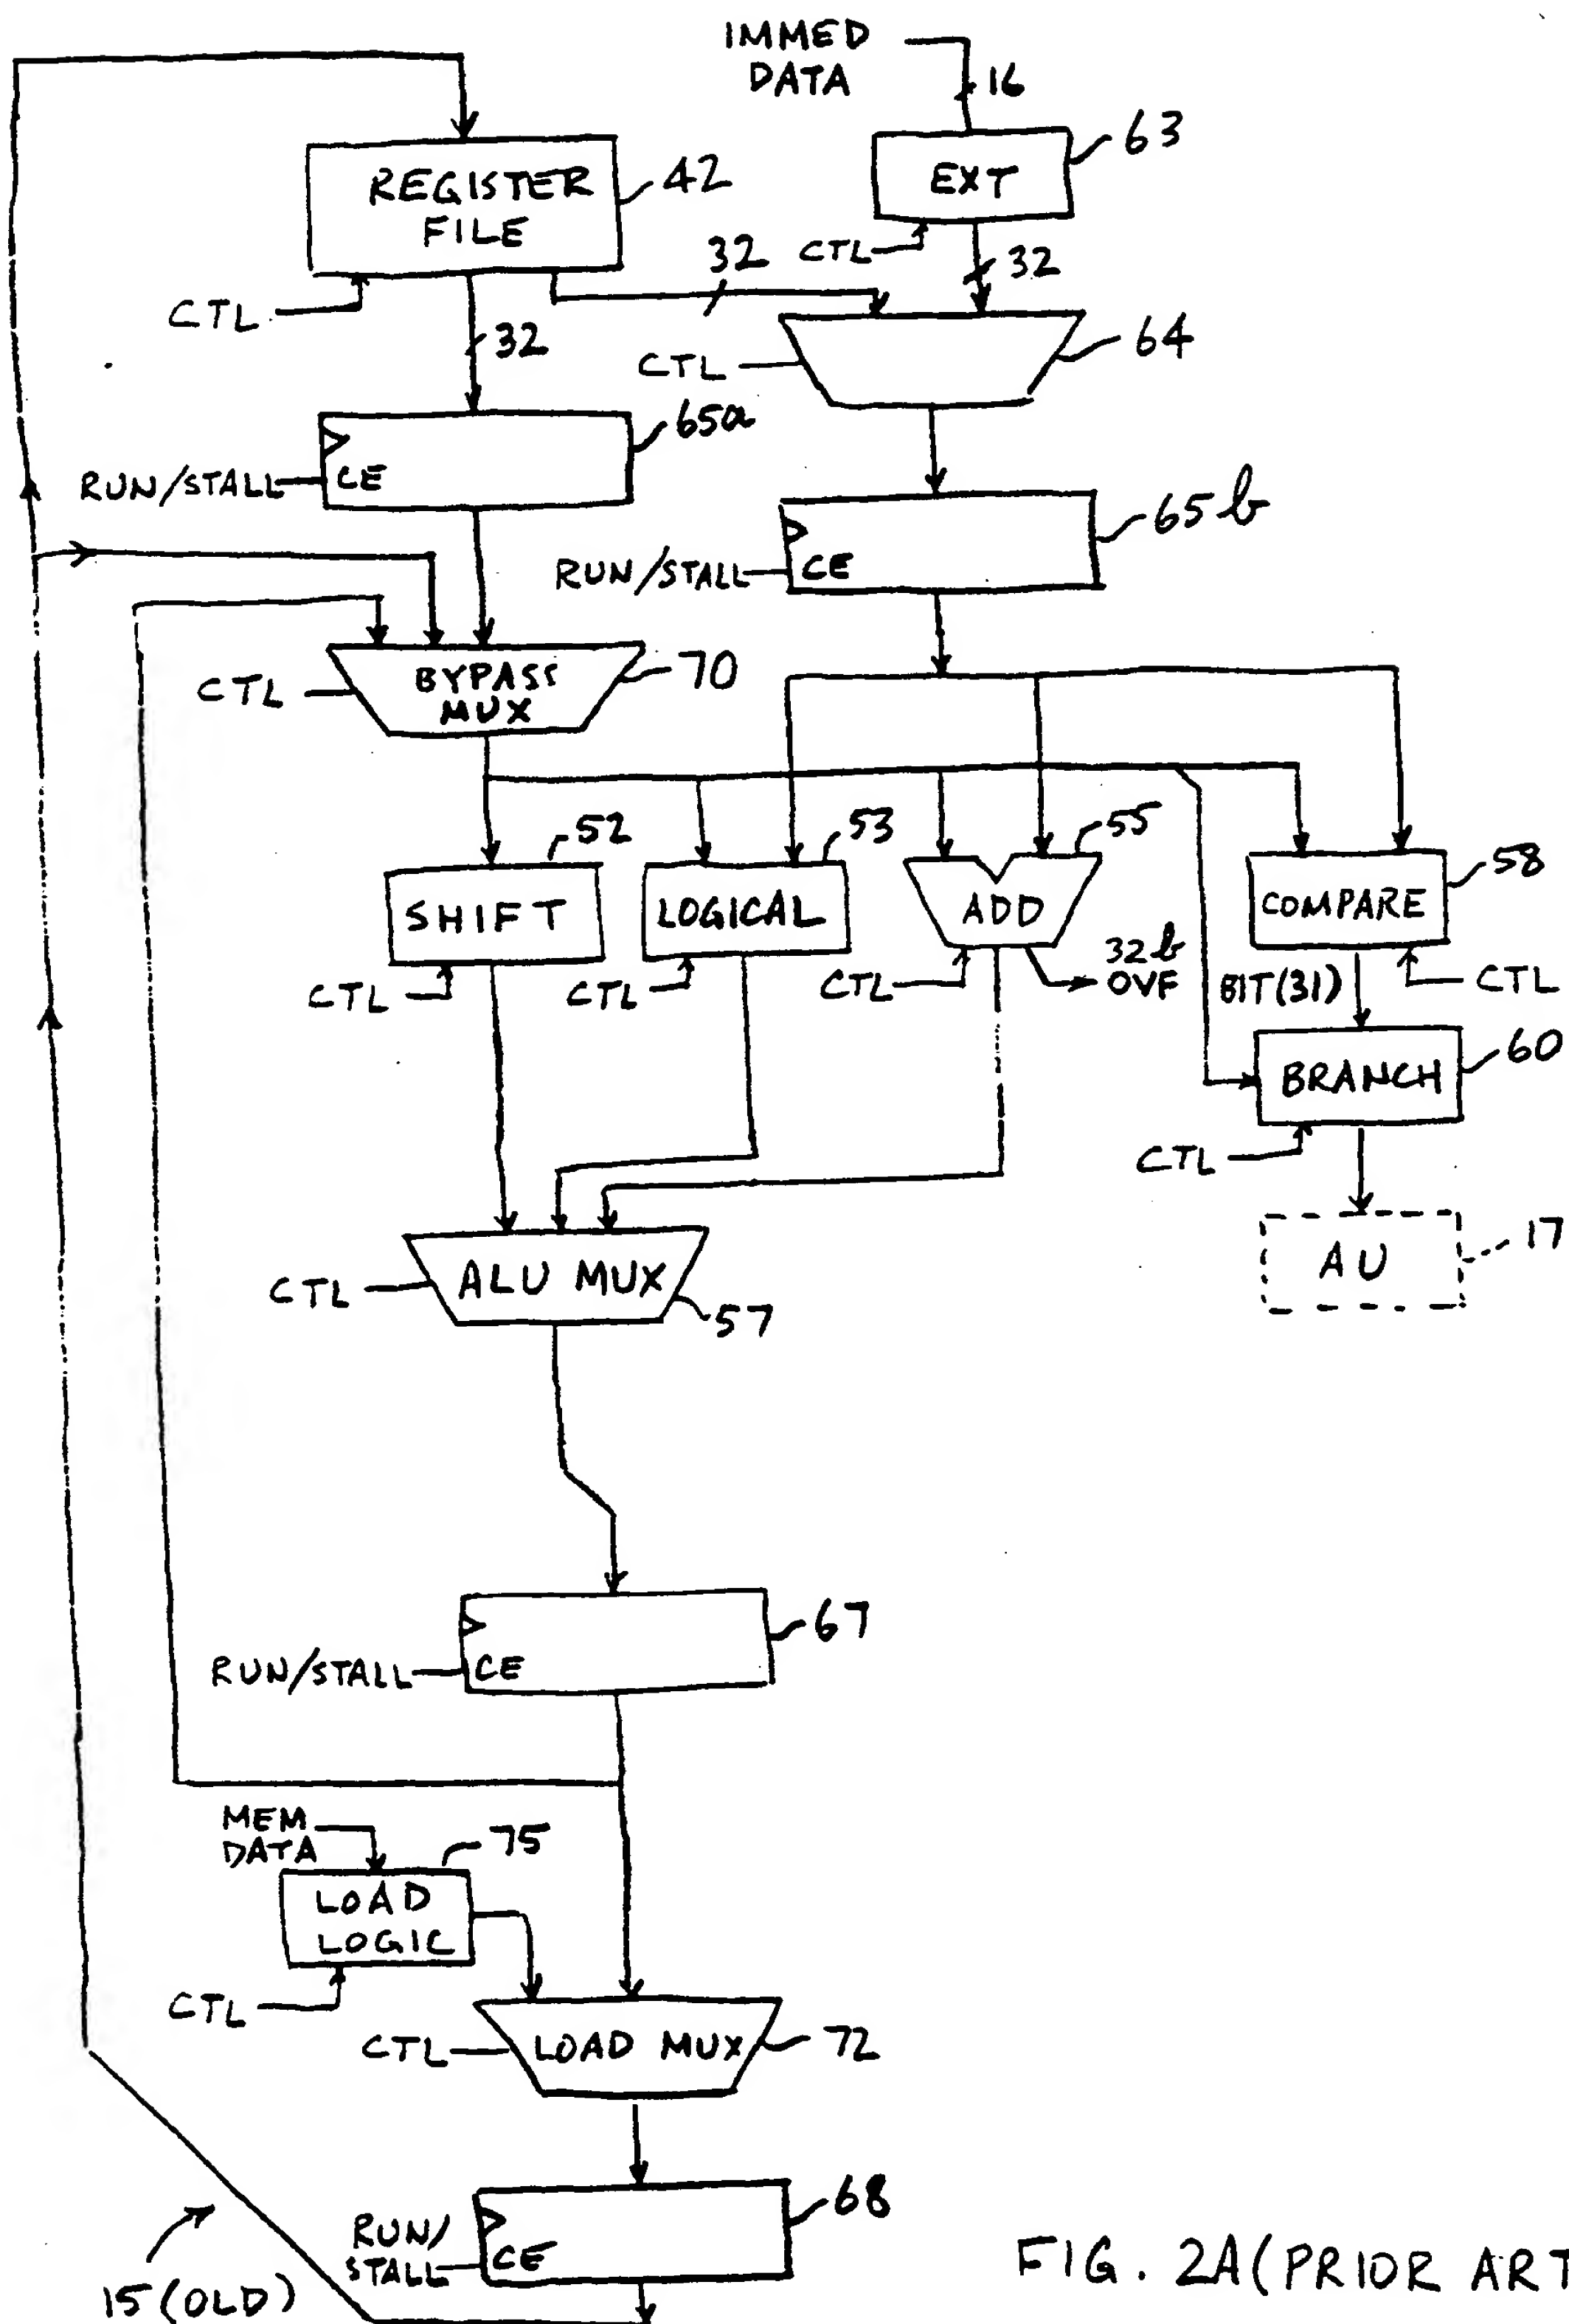 IMMED
DATA
16
REGISTER
FILE
42
EXT
63
CTL
32
32
CTL
32
CTL
64
65a
RUN/STALL
CE
65b
RUN/STALL
CE
BYPASS
MUX
70
CTL
SHIFT
52
LOGICAL
53
ADD
55
COMPARE
58
CTL
CTL
CTL
32b
OVF
BIT(31)
CTL
BRANCH
60
CTL
AU
17
ALU MUX
CTL
57
67
RUN/STALL
CE
MEM
DATA
75
LOAD
LOGIC
CTL
CTL
LOAD MUX
72
68
RUN/
STALL
CE
15 (OLD)
FIG. 2A (PRIOR ART